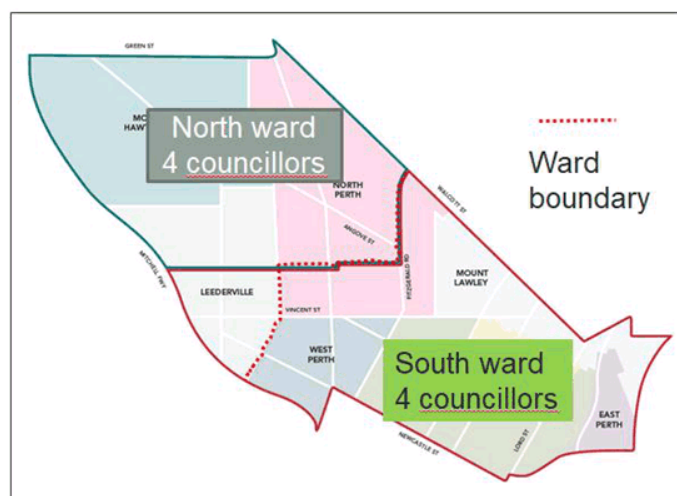 GREEN ST
North ward
4 councillors
NORTH
PERTH
Ward
boundary
WALCOTT ST
ANGOVE ST
FITZGERALD RD
MITCHELL FWY
MOUNT
LAWLEY
LEEDERVILLE
VINCENT ST
WEST
PERTH
South ward
4 councillors
EAST
PERTH
LORD ST
NEWCASTLE ST